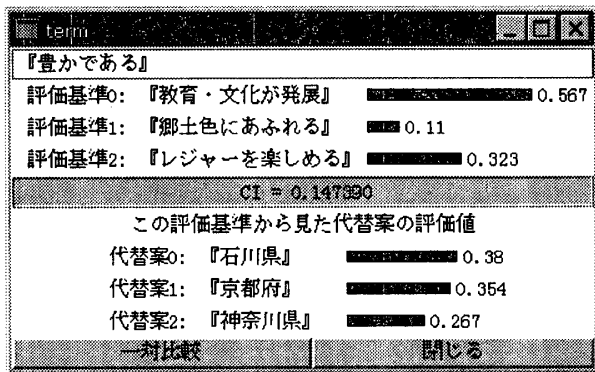 term
『豊かである』
評価基準0: 『教育・文化が発展』 0.567
評価基準1: 『郷土色にあふれる』 0.11
評価基準2: 『レジャーを楽しめる』 0.323
CI = 0.147390
この評価基準から見た代替案の評価値
代替案0: 『石川県』 0.38
代替案1: 『京都府』 0.354
代替案2: 『神奈川県』 0.267
一対比較 閉じる